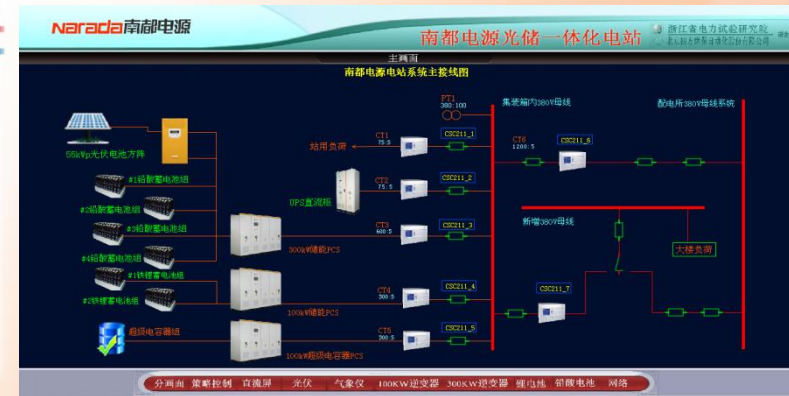 Narada南都电源
南都电源光储一体化电站
浙江省电力试验研究院
主画面
南都电源电站系统主接线图
PT1
380:100
集装箱内380V母线
配电所380V母线系统
CT1
75:5
CSC211_1
站用负荷
CT6
1200:5
CSC211_6
55kWp光伏电池方阵
#1铅酸蓄电池组
CT2
75:5
CSC211_2
UPS直流柜
#2铅酸蓄电池组
CT3
600:5
CSC211_3
#3铅酸蓄电池组
新增380V母线
300kW储能PCS
大楼负荷
#4铅酸蓄电池组
#1铁锂蓄电池组
CT4
300:5
CSC211_4
CSC211_7
#2铁锂蓄电池组
100kW储能PCS
超级电容器组
CT5
300:5
CSC211_5
100kW超级电容器PCS
分画面 策略控制 直流屏 光伏 气象仪 100KW逆变器 300KW逆变器 锂电池 铅酸电池 网络